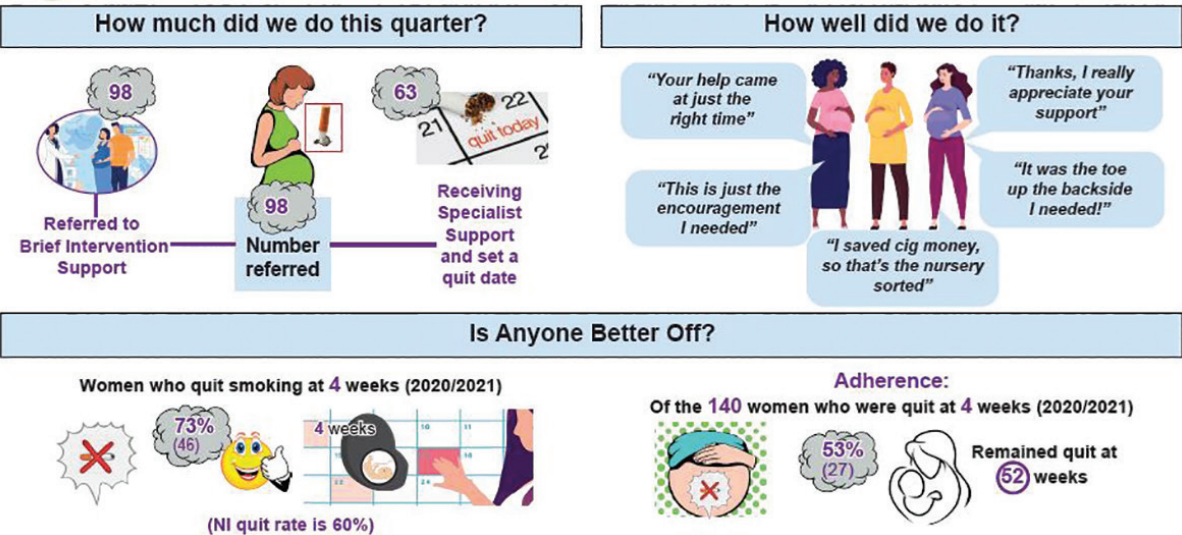 How much did we do this quarter?
98
Referred to
Brief Intervention
Support
98
Number
referred
63
21
22
quit today
2
Receiving
Specialist
Support
and set a
quit date
How well did we do it?
“Your help came
at just the
right time”
“Thanks, I really
appreciate your
support”
“This is just the
encouragement
I needed”
“It was the toe
up the backside
I needed!”
“I saved cig money,
so that’s the nursery
sorted”
Is Anyone Better Off?
Women who quit smoking at 4 weeks (2020/2021)
73%
(46)
4 weeks
10
11
24
(NI quit rate is 60%)
Adherence:
Of the 140 women who were quit at 4 weeks (2020/2021)
53%
(27)
Remained quit at
52 weeks